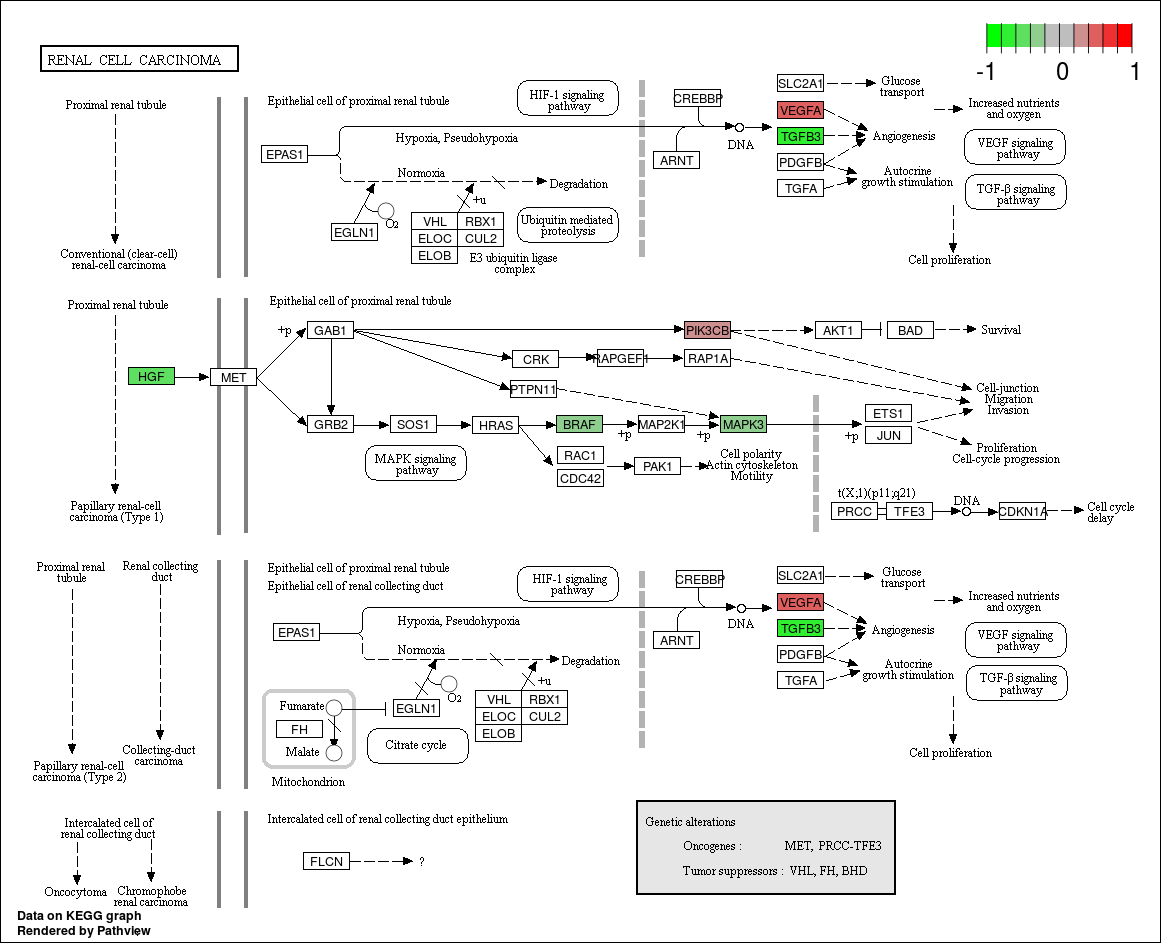 RENAL CELL CARCINOMA
-1 0 1
Proximal renal tubule
Conventional (clear-cell)
renal-cell carcinoma
Epithelial cell of proximal renal tubule
HIF-1 signaling
pathway
EPAS1
Hypoxia, Pseudohypoxia
Normoxia
Degradation
EGLN1
O2
+u
VHL RBX1
ELOC CUL2
ELOB
E3 ubiquitin ligase
complex
Ubiquitin mediated
proteolysis
CREBBP
ARNT
DNA
SLC2A1
VEGFA
TGFB3
PDGFB
TGFA
Glucose
transport
Angiogenesis
Autocrine
growth stimulation
Increased nutrients
and oxygen
VEGF signaling
pathway
TGF-β signaling
pathway
Cell proliferation
Proximal renal tubule
Papillary renal-cell
carcinoma (Type 1)
Epithelial cell of proximal renal tubule
HGF
MET
+p
GAB1
PIK3CB
AKT1
BAD
Survival
CRK
RAPGEF1
RAP1A
PTPN11
Cell-junction
Migration
Invasion
GRB2
SOS1
HRAS
BRAF
+p
MAP2K1
+p
MAPK3
+p
ETS1
JUN
Proliferation
Cell-cycle progression
MAPK signaling
pathway
RAC1
CDC42
PAK1
Cell polarity
Actin cytoskeleton
Motility
t(X;1)(p11;q21)
PRCC
TFE3
DNA
CDKN1A
Cell cycle
delay
Proximal renal
tubule
Renal collecting
duct
Papillary renal-cell
carcinoma (Type 2)
Collecting-duct
carcinoma
Epithelial cell of proximal renal tubule
Epithelial cell of renal collecting duct
HIF-1 signaling
pathway
EPAS1
Hypoxia, Pseudohypoxia
Normoxia
Degradation
Fumarate
FH
Malate
Mitochondrion
EGLN1
O2
+u
Citrate cycle
VHL RBX1
ELOC CUL2
ELOB
CREBBP
ARNT
DNA
SLC2A1
VEGFA
TGFB3
PDGFB
TGFA
Glucose
transport
Angiogenesis
Autocrine
growth stimulation
Increased nutrients
and oxygen
VEGF signaling
pathway
TGF-β signaling
pathway
Cell proliferation
Intercalated cell of
renal collecting duct
Oncocytoma
Chromophobe
renal carcinoma
Intercalated cell of renal collecting duct epithelium
FLCN
?
Genetic alterations
Oncogenes : MET, PRCC-TFE3
Tumor suppressors : VHL, FH, BHD
Data on KEGG graph
Rendered by Pathview